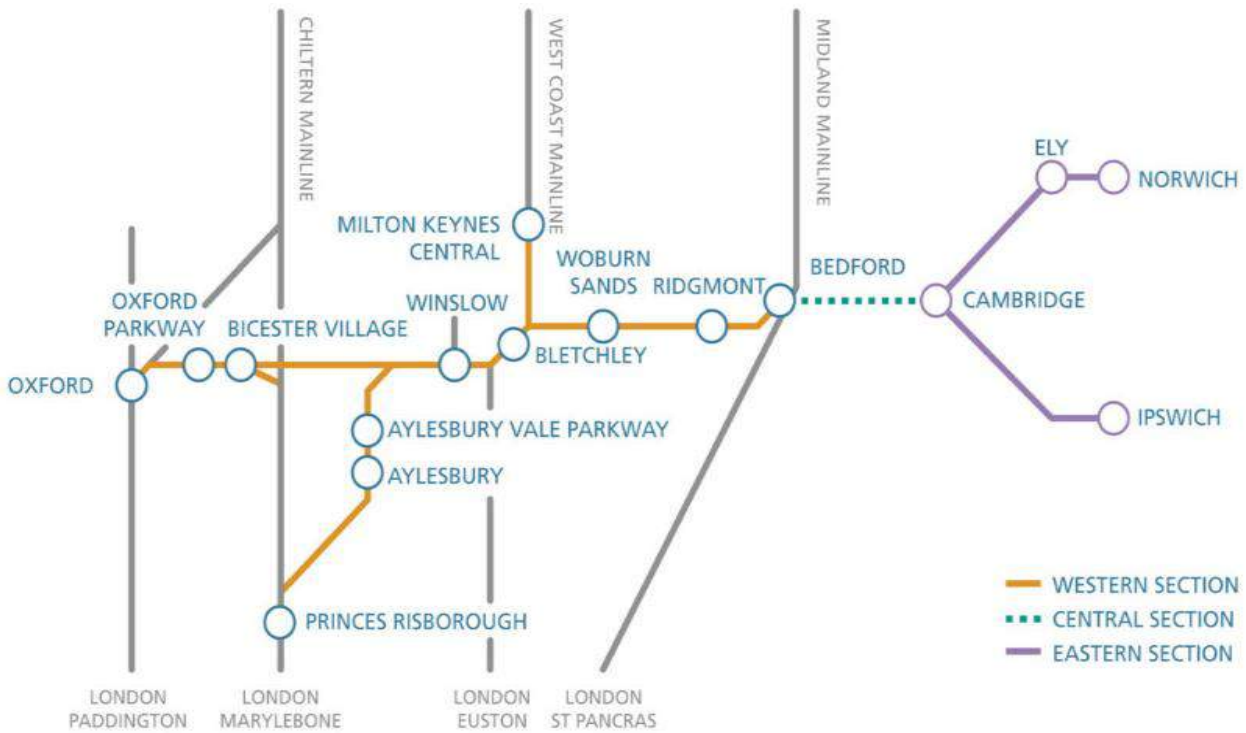 CHILTERN MAINLINE
WEST COAST MAINLINE
MIDLAND MAINLINE
ELY
NORWICH
MILTON KEYNES
CENTRAL
WOBURN
SANDS
RIDGMONT
BEDFORD
OXFORD
PARKWAY
BICESTER VILLAGE
WINSLOW
CAMBRIDGE
BLETCHLEY
OXFORD
AYLESBURY VALE PARKWAY
IPSWICH
AYLESBURY
PRINCES RISBOROUGH
WESTERN SECTION
CENTRAL SECTION
EASTERN SECTION
LONDON
PADDINGTON
LONDON
MARYLEBONE
LONDON
EUSTON
LONDON
ST PANCRAS